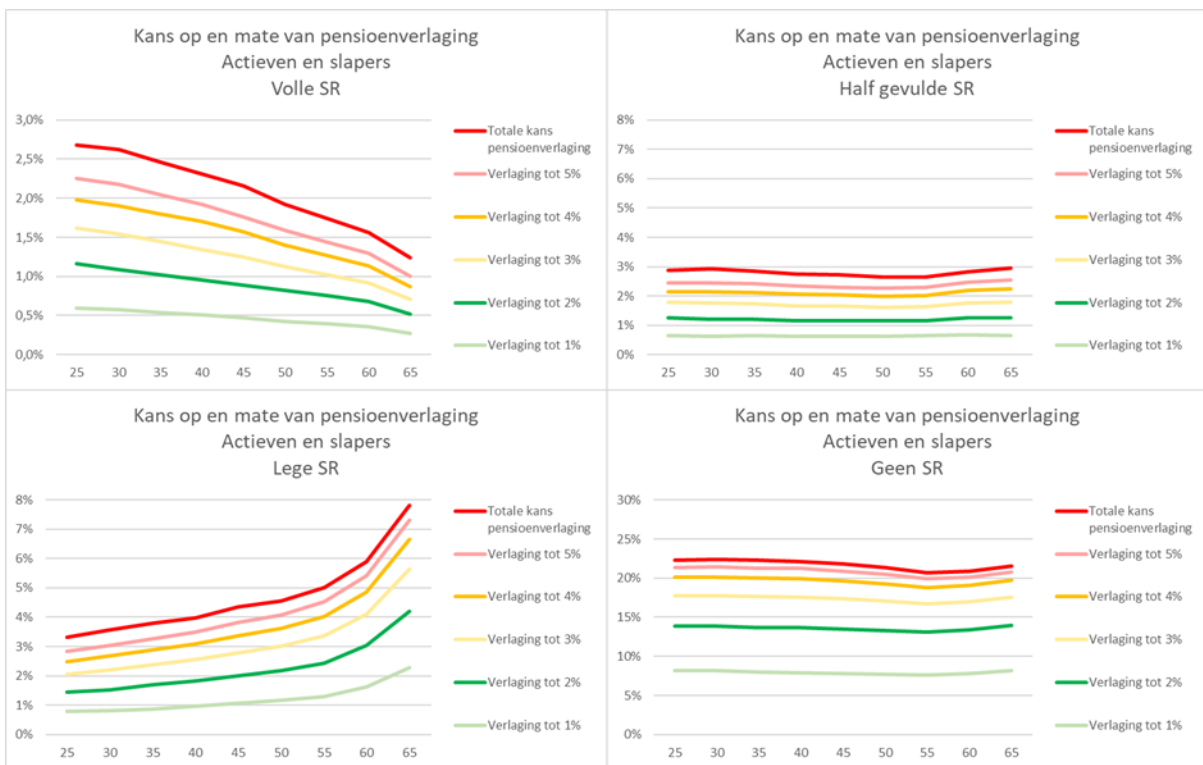 Kans op en mate van pensioenverlaging
Actieven en slapers
Volle SR
3,0%
2,5%
2,0%
1,5%
1,0%
0,5%
0,0%
25 30 35 40 45 50 55 60 65
Totale kans
pensioenverlaging
Verlaging tot 5%
Verlaging tot 4%
Verlaging tot 3%
Verlaging tot 2%
Verlaging tot 1%
Kans op en mate van pensioenverlaging
Actieven en slapers
Half gevulde SR
8%
7%
6%
5%
4%
3%
2%
1%
0%
25 30 35 40 45 50 55 60 65
Totale kans
pensioenverlaging
Verlaging tot 5%
Verlaging tot 4%
Verlaging tot 3%
Verlaging tot 2%
Verlaging tot 1%
Kans op en mate van pensioenverlaging
Actieven en slapers
Lege SR
8%
7%
6%
5%
4%
3%
2%
1%
0%
25 30 35 40 45 50 55 60 65
Totale kans
pensioenverlaging
Verlaging tot 5%
Verlaging tot 4%
Verlaging tot 3%
Verlaging tot 2%
Verlaging tot 1%
Kans op en mate van pensioenverlaging
Actieven en slapers
Geen SR
30%
25%
20%
15%
10%
5%
0%
25 30 35 40 45 50 55 60 65
Totale kans
pensioenverlaging
Verlaging tot 5%
Verlaging tot 4%
Verlaging tot 3%
Verlaging tot 2%
Verlaging tot 1%